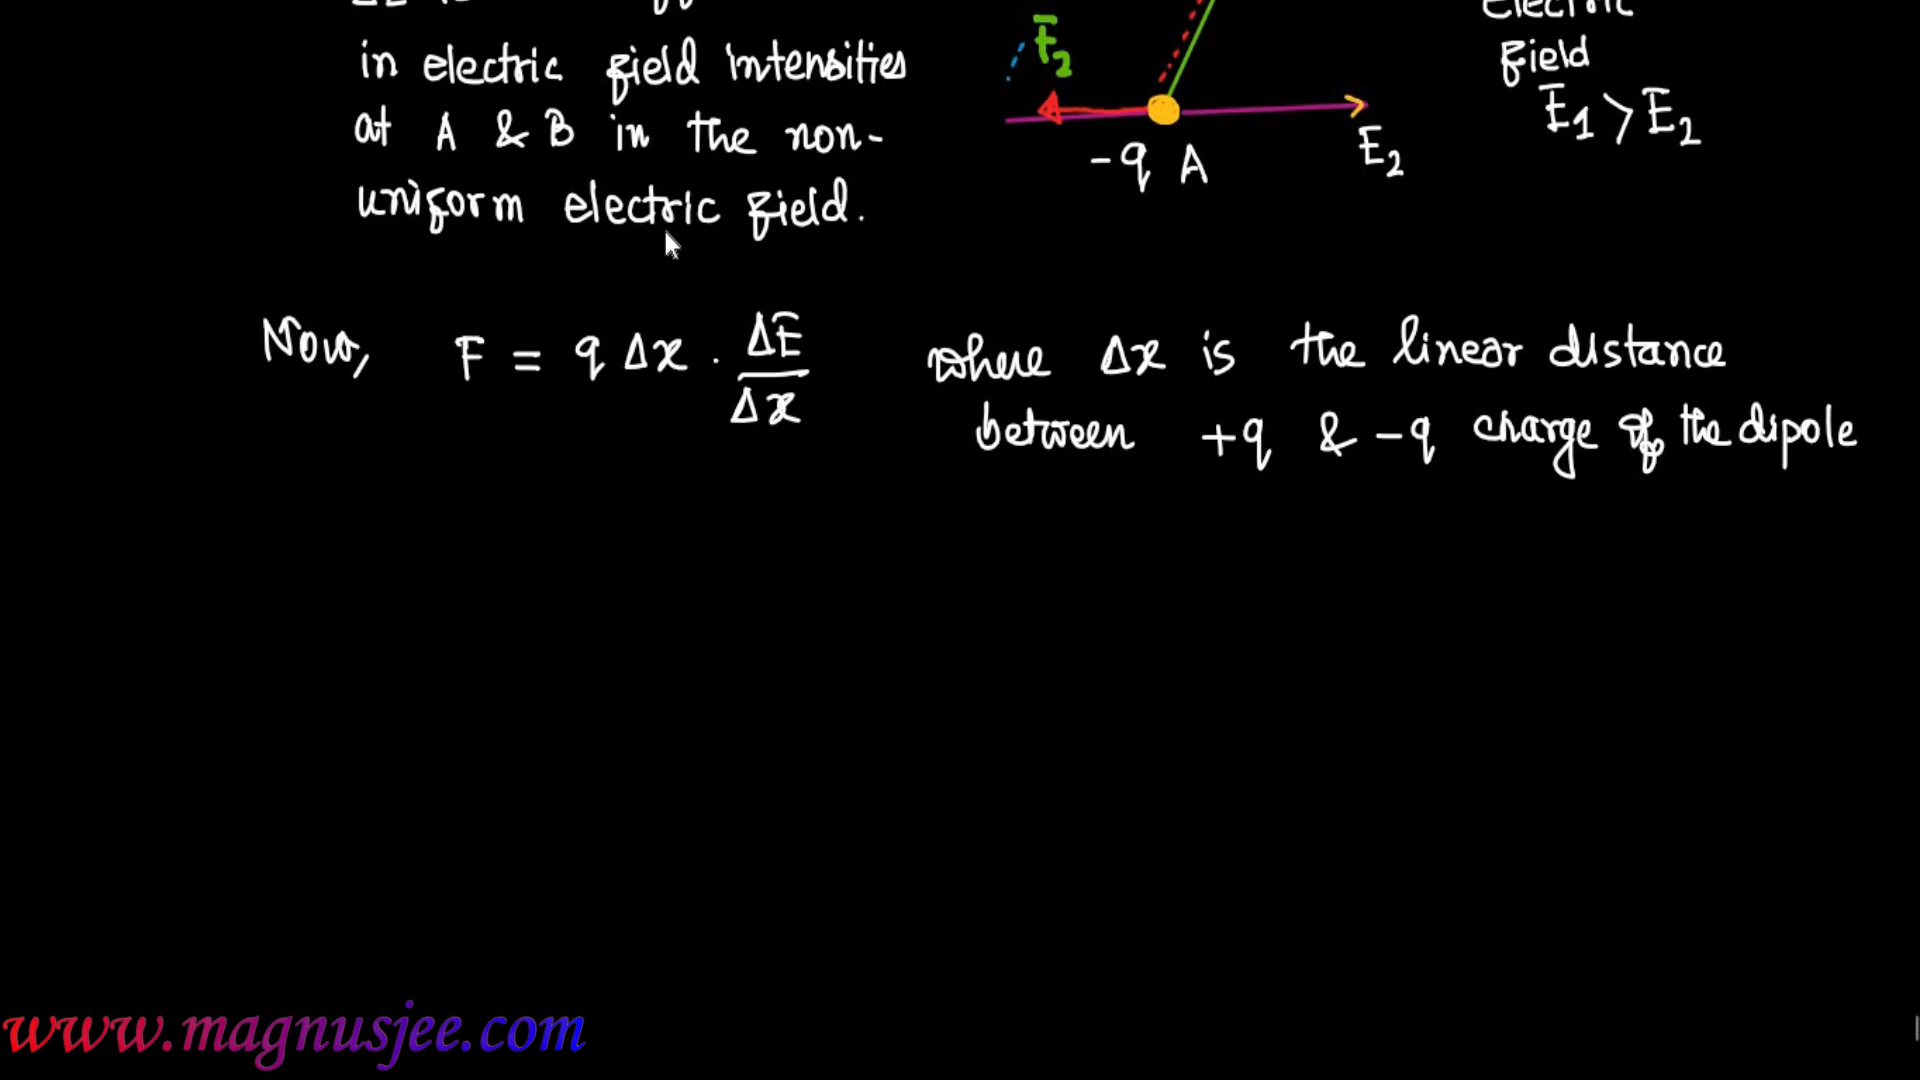 in electric field intensities
at A & B in the non-
uniform electric field.
F̄₂
-q A
E₂
Electric
field
E₁ > E₂
Now, F = q Δx · ΔE/Δx
where Δx is the linear distance
between +q & -q charge of the dipole
www.magnusjee.com